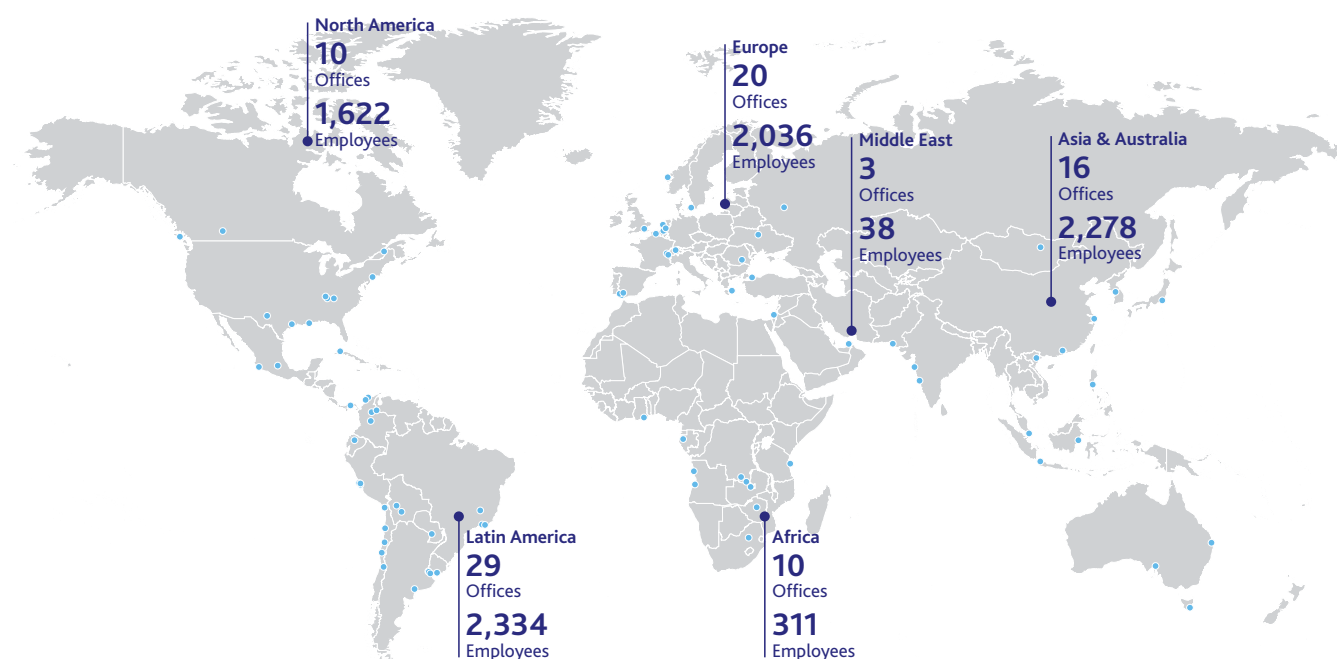 North America
10
Offices
1,622
Employees
Europe
20
Offices
2,036
Employees
Middle East
3
Offices
38
Employees
Asia & Australia
16
Offices
2,278
Employees
Latin America
29
Offices
2,334
Employees
Africa
10
Offices
311
Employees